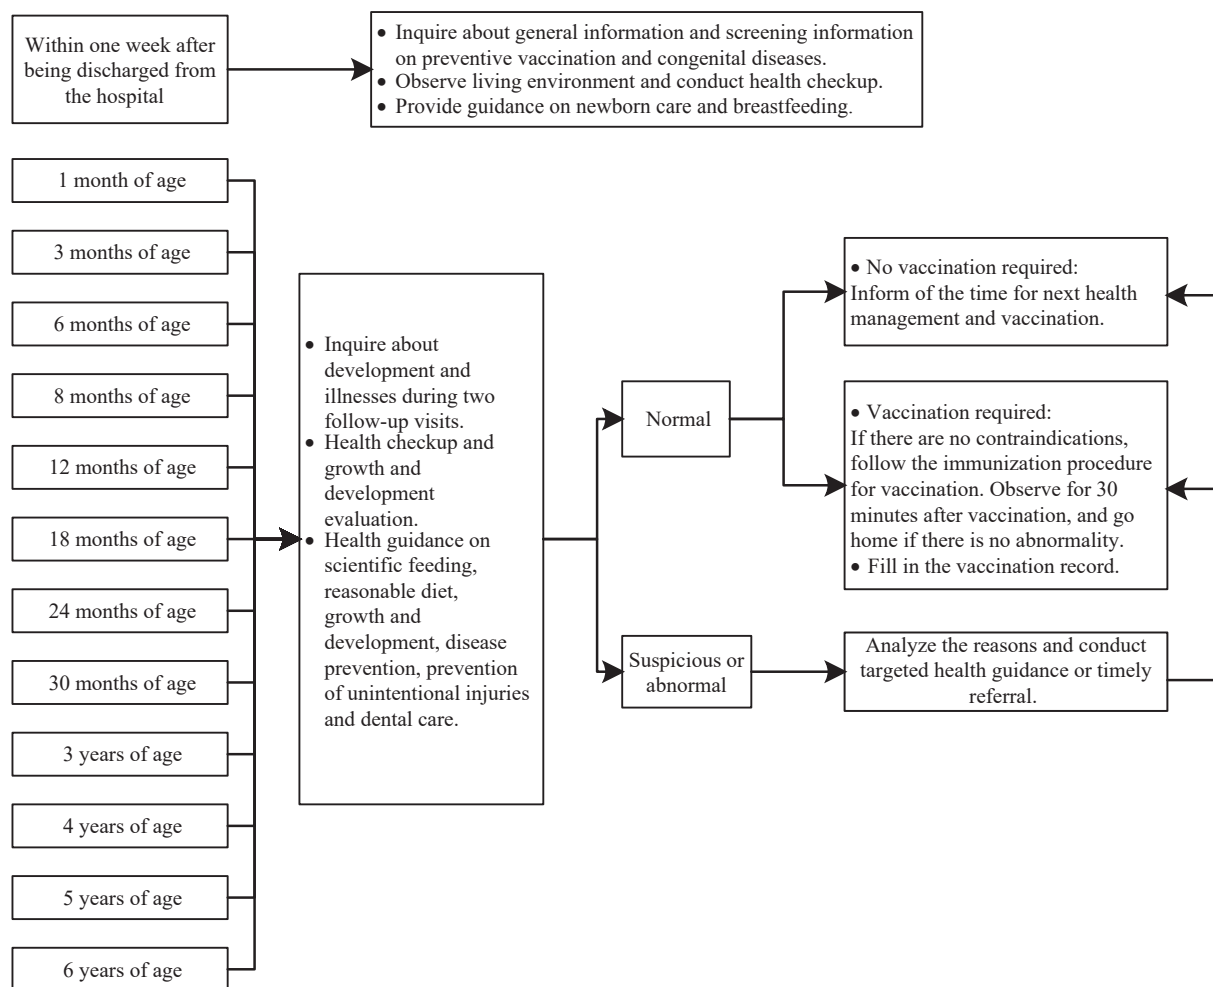 Within one week after
being discharged from
the hospital
• Inquire about general information and screening information
on preventive vaccination and congenital diseases.
• Observe living environment and conduct health checkup.
• Provide guidance on newborn care and breastfeeding.
1 month of age
3 months of age
6 months of age
8 months of age
12 months of age
18 months of age
24 months of age
30 months of age
3 years of age
4 years of age
5 years of age
6 years of age
• Inquire about
development and
illnesses during two
follow-up visits.
• Health checkup and
growth and
development
evaluation.
• Health guidance on
scientific feeding,
reasonable diet,
growth and
development, disease
prevention, prevention
of unintentional injuries
and dental care.
Normal
Suspicious or
abnormal
• No vaccination required:
Inform of the time for next health
management and vaccination.
• Vaccination required:
If there are no contraindications,
follow the immunization procedure
for vaccination. Observe for 30
minutes after vaccination, and go
home if there is no abnormality.
• Fill in the vaccination record.
Analyze the reasons and conduct
targeted health guidance or timely
referral.